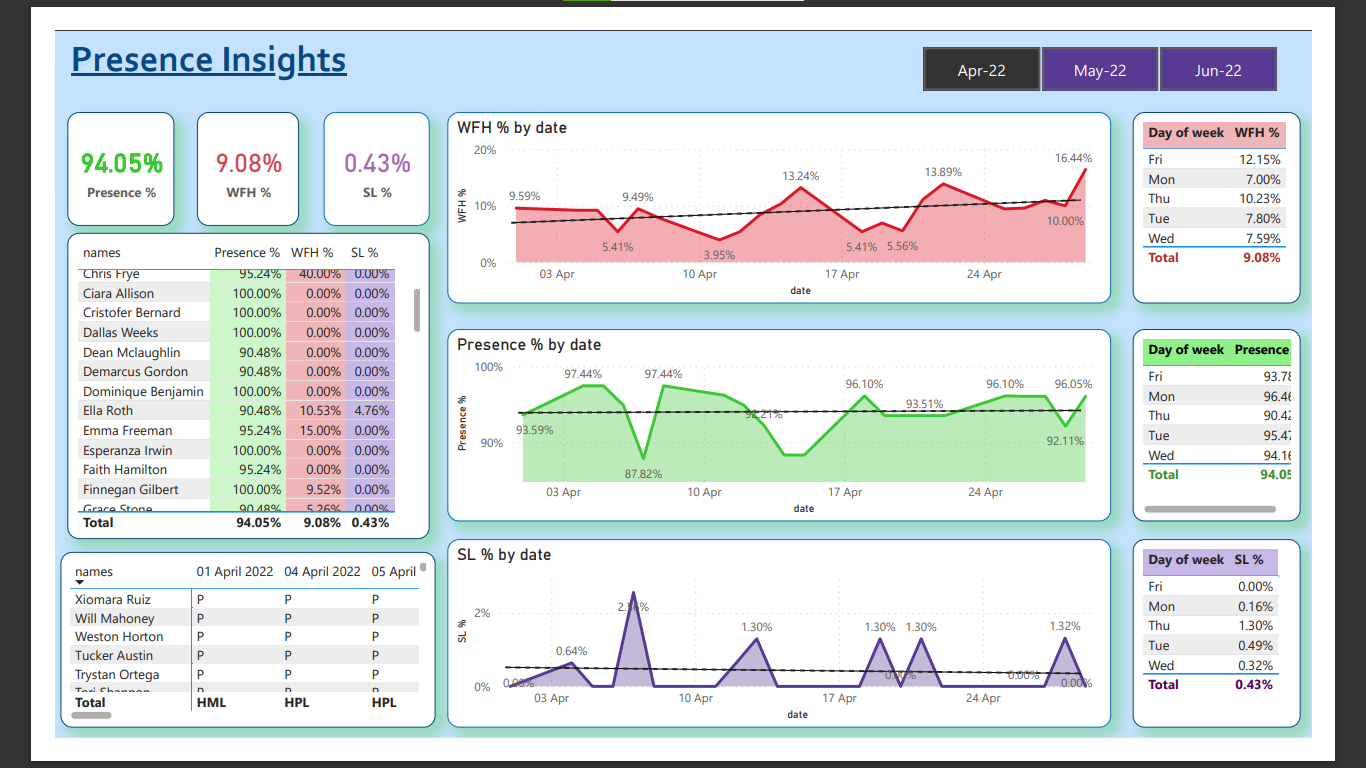 Presence Insights
Apr-22 May-22 Jun-22
94.05%
Presence %
9.08%
WFH %
0.43%
SL %
names Presence % WFH % SL %
Chris Frye 95.24% 40.00% 0.00%
Ciara Allison 100.00% 0.00% 0.00%
Cristofer Bernard 100.00% 0.00% 0.00%
Dallas Weeks 100.00% 0.00% 0.00%
Dean Mclaughlin 90.48% 0.00% 0.00%
Demarcus Gordon 90.48% 0.00% 0.00%
Dominique Benjamin 100.00% 0.00% 0.00%
Ella Roth 90.48% 10.53% 4.76%
Emma Freeman 95.24% 15.00% 0.00%
Esperanza Irwin 100.00% 0.00% 0.00%
Faith Hamilton 95.24% 0.00% 0.00%
Finnegan Gilbert 100.00% 9.52% 0.00%
Grace Stone 90.48% 5.26% 0.00%
Total 94.05% 9.08% 0.43%
names 01 April 2022 04 April 2022 05 April
Xiomara Ruiz P P P
Will Mahoney P P P
Weston Horton P P P
Tucker Austin P P P
Trystan Ortega P P P
Total HML HPL HPL
WFH % by date
WFH %
20%
10%
0%
9.59% 5.41% 9.49% 3.95% 13.24% 5.41% 5.56% 13.89% 10.00% 16.44%
03 Apr 10 Apr 17 Apr 24 Apr
date
Presence % by date
Presence %
100%
90%
93.59% 97.44% 87.82% 97.44% 92.21% 96.10% 93.51% 96.10% 92.11% 96.05%
03 Apr 10 Apr 17 Apr 24 Apr
date
SL % by date
SL %
2%
0%
0.00% 0.64% 1.30% 1.30% 1.30% 0.00% 1.32% 0.00%
03 Apr 10 Apr 17 Apr 24 Apr
date
Day of week WFH %
Fri 12.15%
Mon 7.00%
Thu 10.23%
Tue 7.80%
Wed 7.59%
Total 9.08%
Day of week Presence
Fri 93.78
Mon 96.46
Thu 90.42
Tue 95.47
Wed 94.16
Total 94.05
Day of week SL %
Fri 0.00%
Mon 0.16%
Thu 1.30%
Tue 0.49%
Wed 0.32%
Total 0.43%